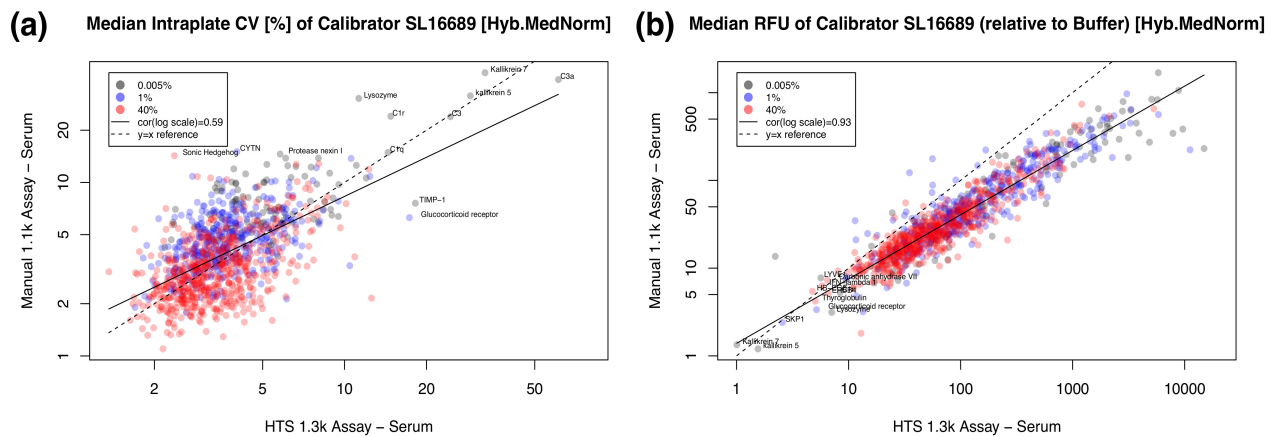 (a) Median Intraplate CV [%] of Calibrator SL16689 [Hyb.MedNorm]
0.005%
1%
40%
cor(log scale)=0.59
y=x reference
Kallikrein 7
C3a
Lysozyme
kallikrein 5
C1r
C3
Sonic Hedgehog
CYTN
Protease nexin I
C1q
TIMP−1
Glucocorticoid receptor
20
10
5
2
1
2 5 10 20 50
Manual 1.1k Assay − Serum
HTS 1.3k Assay − Serum
(b) Median RFU of Calibrator SL16689 (relative to Buffer) [Hyb.MedNorm]
0.005%
1%
40%
cor(log scale)=0.93
y=x reference
Carbonic anhydrase VII
IFN-lambda 1
Thyroglobulin
Glucocorticoid receptor
Lysozyme
SKP1
Kallikrein 7
kallikrein 5
500
50
10
5
1
1 10 100 1000 10000
Manual 1.1k Assay − Serum
HTS 1.3k Assay − Serum